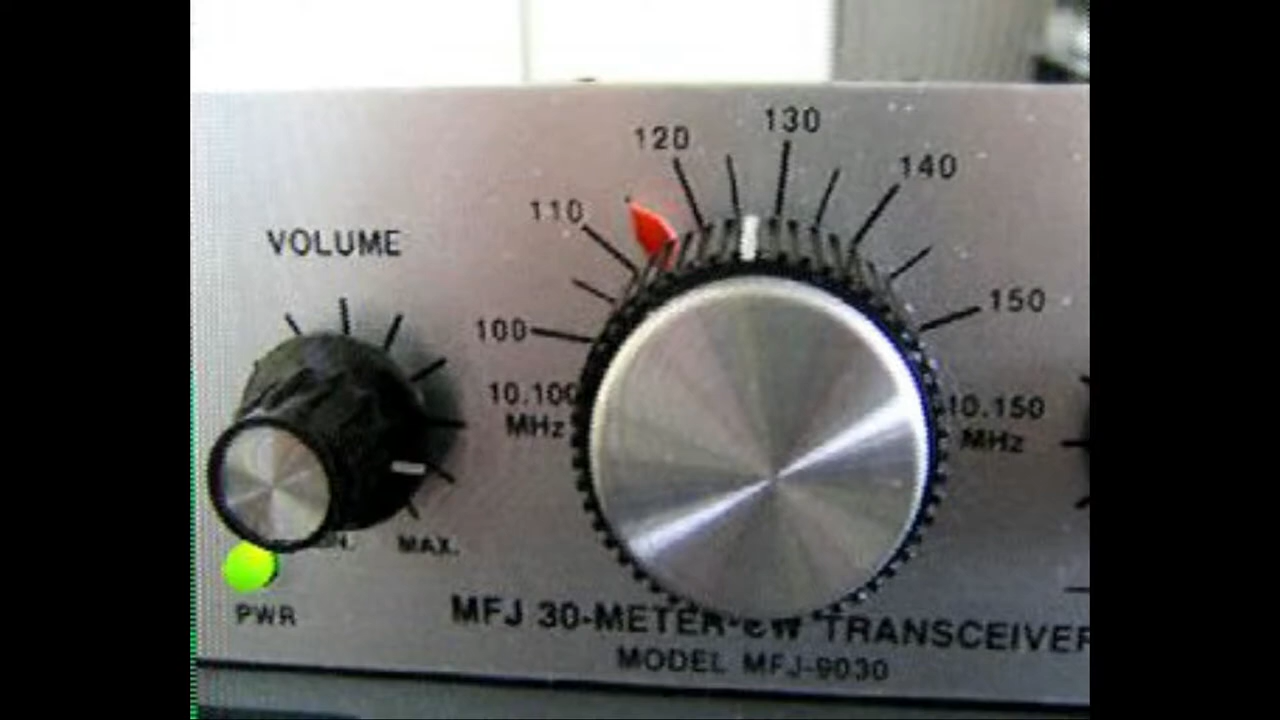 130
120
140
110
VOLUME
150
100
10.100
MHz
10.150
MHz
MAX.
PWR
MFJ 30-METER-CW TRANSCEIVER
MODEL MFJ-9030